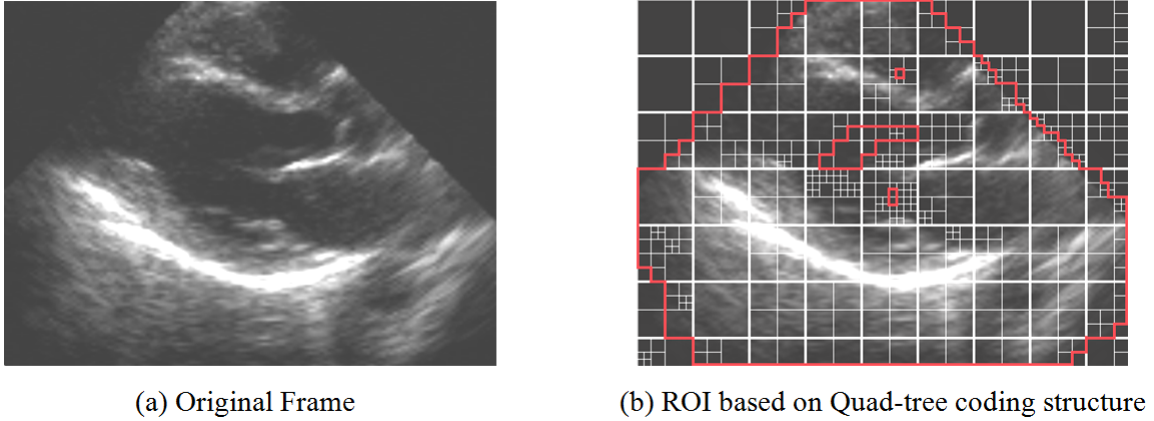 (a) Original Frame
(b) ROI based on Quad-tree coding structure